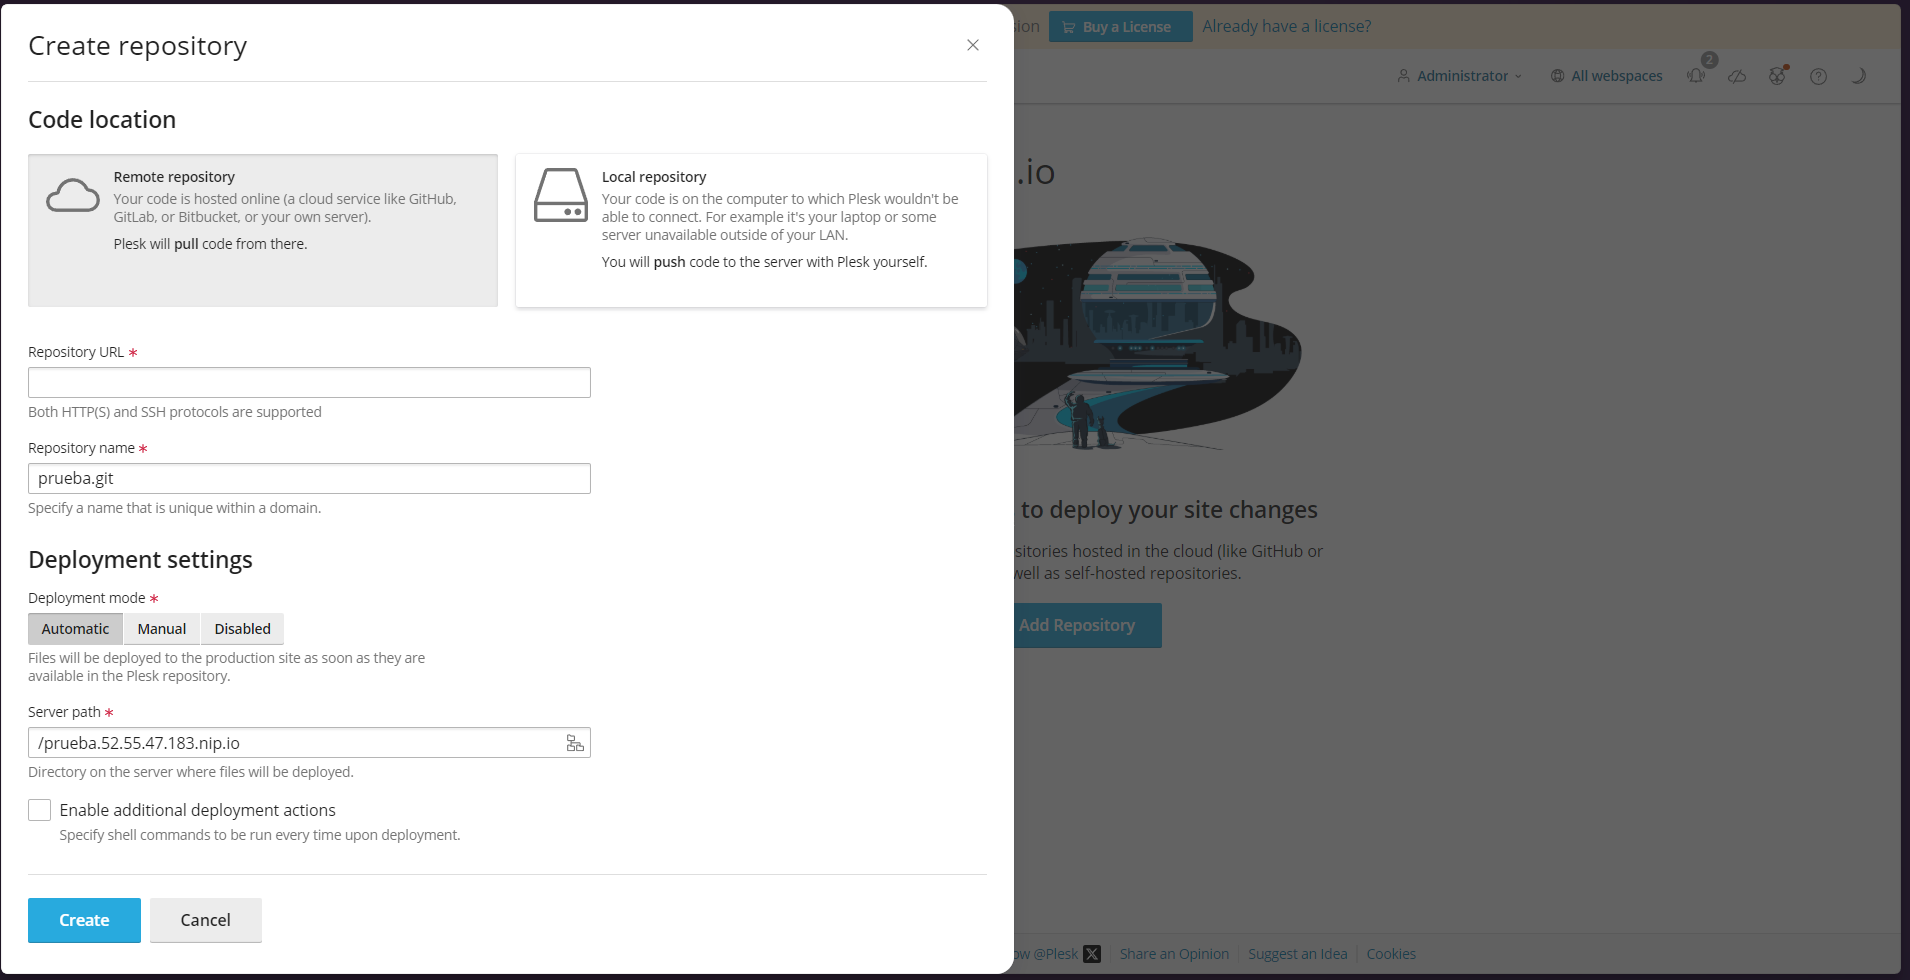 Create repository
Code location
Remote repository
Your code is hosted online (a cloud service like GitHub,
GitLab, or Bitbucket, or your own server).
Plesk will pull code from there.
Local repository
Your code is on the computer to which Plesk wouldn't be
able to connect. For example it's your laptop or some
server unavailable outside of your LAN.
You will push code to the server with Plesk yourself.
Repository URL *
Both HTTP(S) and SSH protocols are supported
Repository name *
prueba.git
Specify a name that is unique within a domain.
Deployment settings
Deployment mode *
Automatic Manual Disabled
Files will be deployed to the production site as soon as they are
available in the Plesk repository.
Server path *
/prueba.52.55.47.183.nip.io
Directory on the server where files will be deployed.
Enable additional deployment actions
Specify shell commands to be run every time upon deployment.
Create Cancel
Buy a License Already have a license?
2
Administrator All webspaces
.io
to deploy your site changes
hosted in the cloud (like GitHub or
well as self-hosted repositories.
Add Repository
@Plesk Share an Opinion Suggest an Idea Cookies